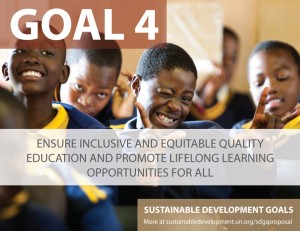 GOAL 4
ENSURE INCLUSIVE AND EQUITABLE QUALITY
EDUCATION AND PROMOTE LIFELONG LEARNING
OPPORTUNITIES FOR ALL
SUSTAINABLE DEVELOPMENT GOALS
More at sustainabledevelopment.un.org/sdgsproposal